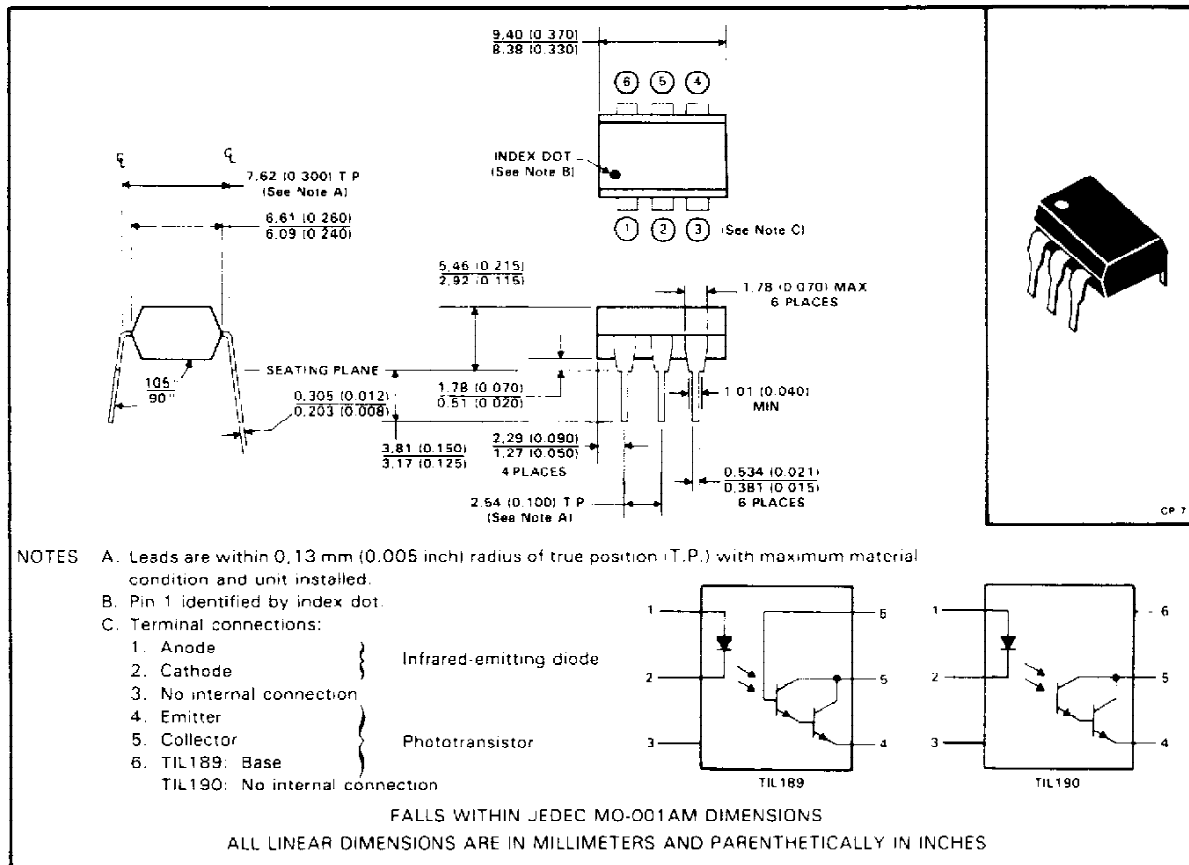 9,40 (0.370)
8.38 (0.330)
6 5 4
INDEX DOT
(See Note B)
1 2 3 (See Note C)
7,62 (0.300) T P
(See Note A)
6.61 (0.260)
6.09 (0.240)
5,46 (0.215)
2,92 (0.115)
1,78 (0.070) MAX
6 PLACES
105
90°
SEATING PLANE
0.305 (0.012)
0.203 (0.008)
1.78 (0.070)
0.51 (0.020)
1 01 (0.040)
MIN
3.81 (0.150)
3.17 (0.125)
2,29 (0.090)
1,27 (0.050)
4 PLACES
0.534 (0.021)
0.381 (0.015)
6 PLACES
2.54 (0.100) T P
(See Note A)
CP 7
NOTES A. Leads are within 0,13 mm (0.005 inch) radius of true position (T.P.) with maximum material
condition and unit installed.
B. Pin 1 identified by index dot.
C. Terminal connections:
1. Anode
2. Cathode
Infrared-emitting diode
3. No internal connection
4. Emitter
5. Collector
6. TIL189: Base
Phototransistor
TIL190: No internal connection
1 6
2 5
3 4
TIL189
1 6
2 5
3 4
TIL190
FALLS WITHIN JEDEC MO-001AM DIMENSIONS
ALL LINEAR DIMENSIONS ARE IN MILLIMETERS AND PARENTHETICALLY IN INCHES